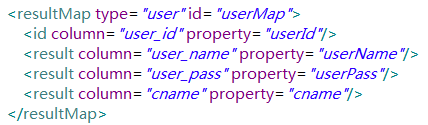 <resultMap type="user" id="userMap">
<id column="user_id" property="userId"/>
<result column="user_name" property="userName"/>
<result column="user_pass" property="userPass"/>
<result column="cname" property="cname"/>
</resultMap>